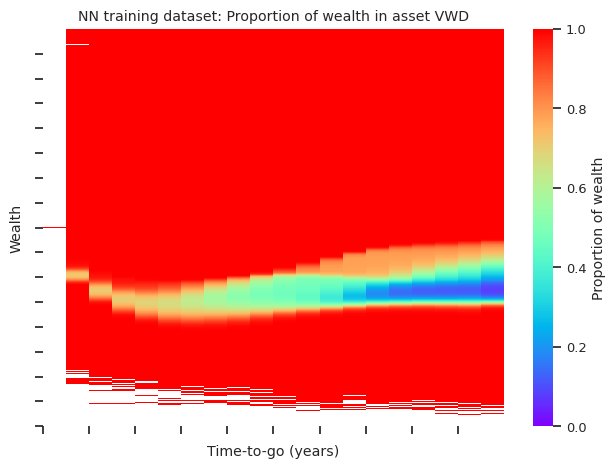 NN training dataset: Proportion of wealth in asset VWD
Wealth
Time-to-go (years)
1.0
0.8
0.6
0.4
0.2
0.0
Proportion of wealth